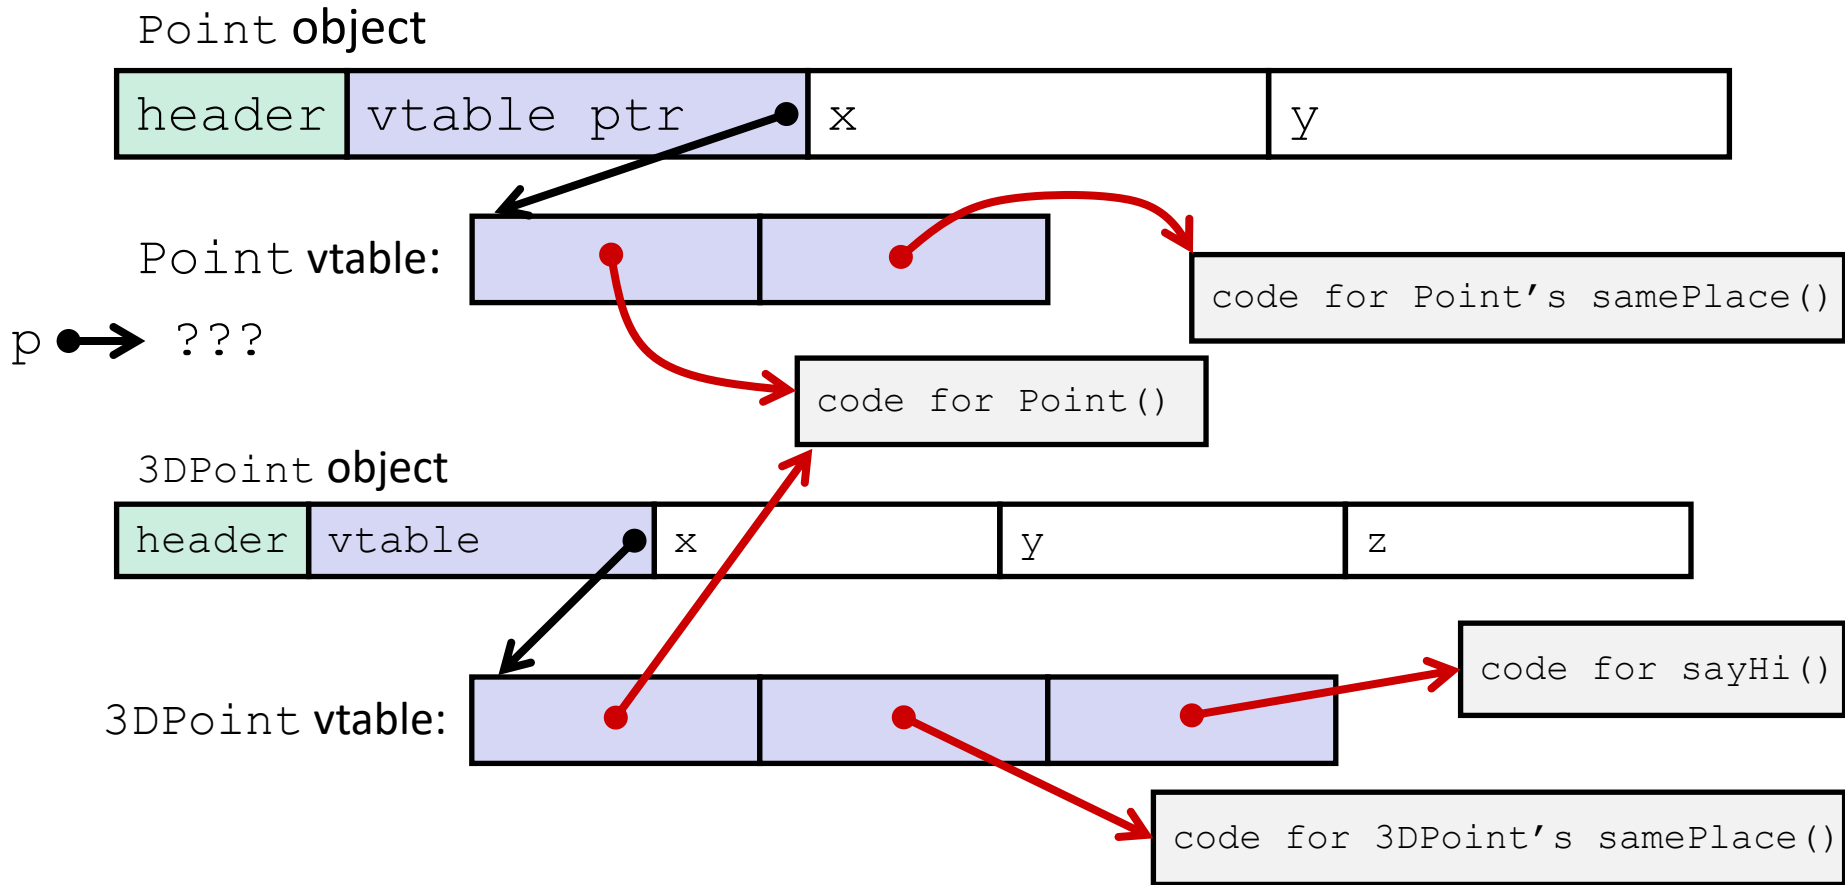 Point object
header vtable ptr x y
Point vtable:
code for Point’s samePlace()
p ???
code for Point()
3DPoint object
header vtable x y z
code for sayHi()
3DPoint vtable:
code for 3DPoint’s samePlace()